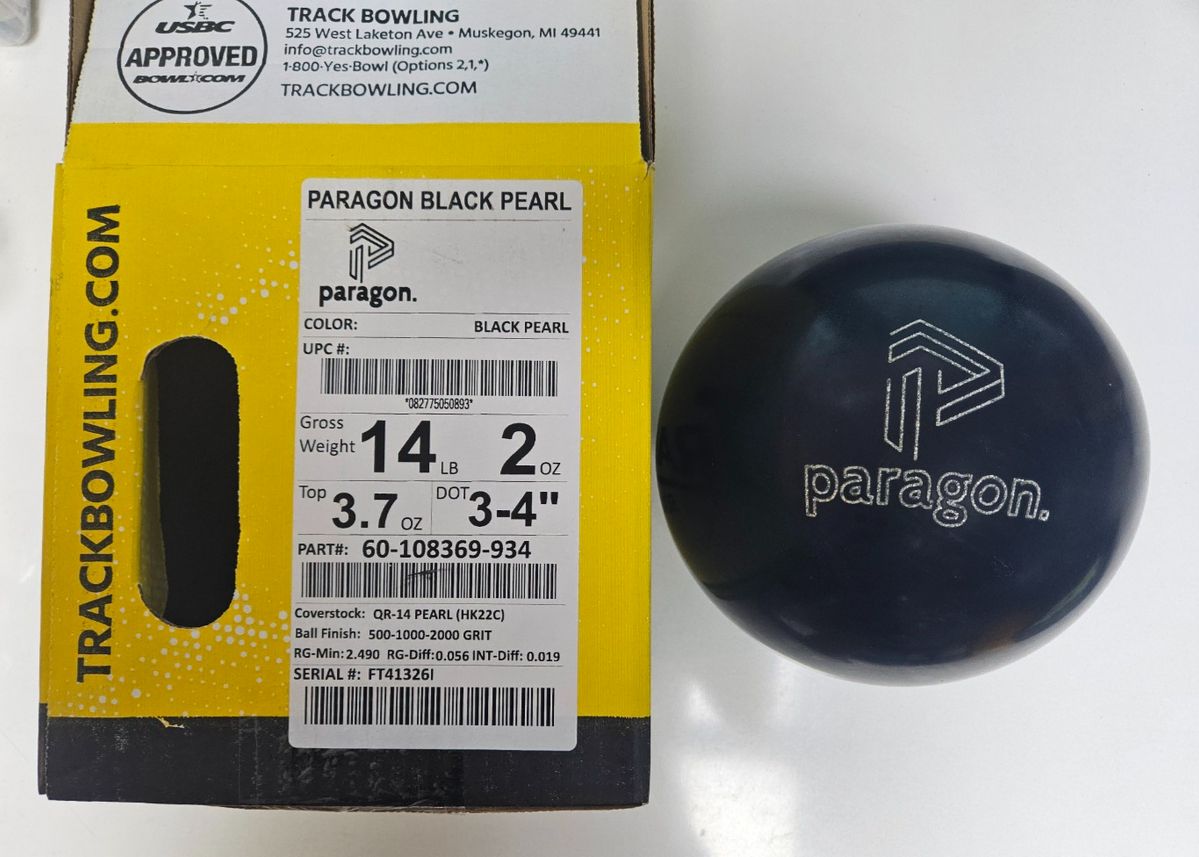 USBC
APPROVED
BOWL.COM
TRACK BOWLING
525 West Laketon Ave • Muskegon, MI 49441
info@trackbowling.com
1-800-Yes-Bowl (Options 2,1,*)
TRACKBOWLING.COM
TRACKBOWLING.COM
PARAGON BLACK PEARL
paragon.
COLOR: BLACK PEARL
UPC #:
*082775050893*
Gross Weight 14 LB 2 OZ
Top 3.7 OZ DOT 3-4"
PART#: 60-108369-934
Coverstock: QR-14 PEARL (HK22C)
Ball Finish: 500-1000-2000 GRIT
RG-Min: 2.490 RG-Diff: 0.056 INT-Diff: 0.019
SERIAL #: FT41326I
paragon.